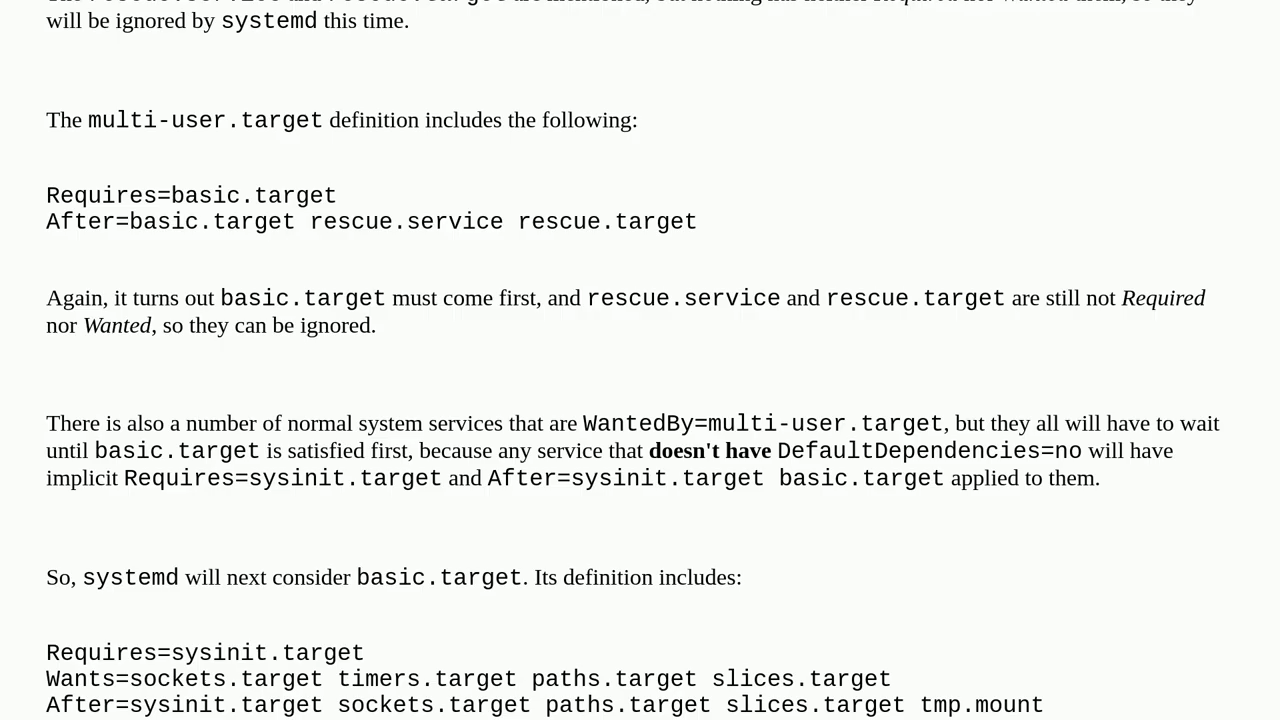 will be ignored by systemd this time.
The multi-user.target definition includes the following:
Requires=basic.target
After=basic.target rescue.service rescue.target
Again, it turns out basic.target must come first, and rescue.service and rescue.target are still not Required
nor Wanted, so they can be ignored.
There is also a number of normal system services that are WantedBy=multi-user.target, but they all will have to wait
until basic.target is satisfied first, because any service that doesn't have DefaultDependencies=no will have
implicit Requires=sysinit.target and After=sysinit.target basic.target applied to them.
So, systemd will next consider basic.target. Its definition includes:
Requires=sysinit.target
Wants=sockets.target timers.target paths.target slices.target
After=sysinit.target sockets.target paths.target slices.target tmp.mount